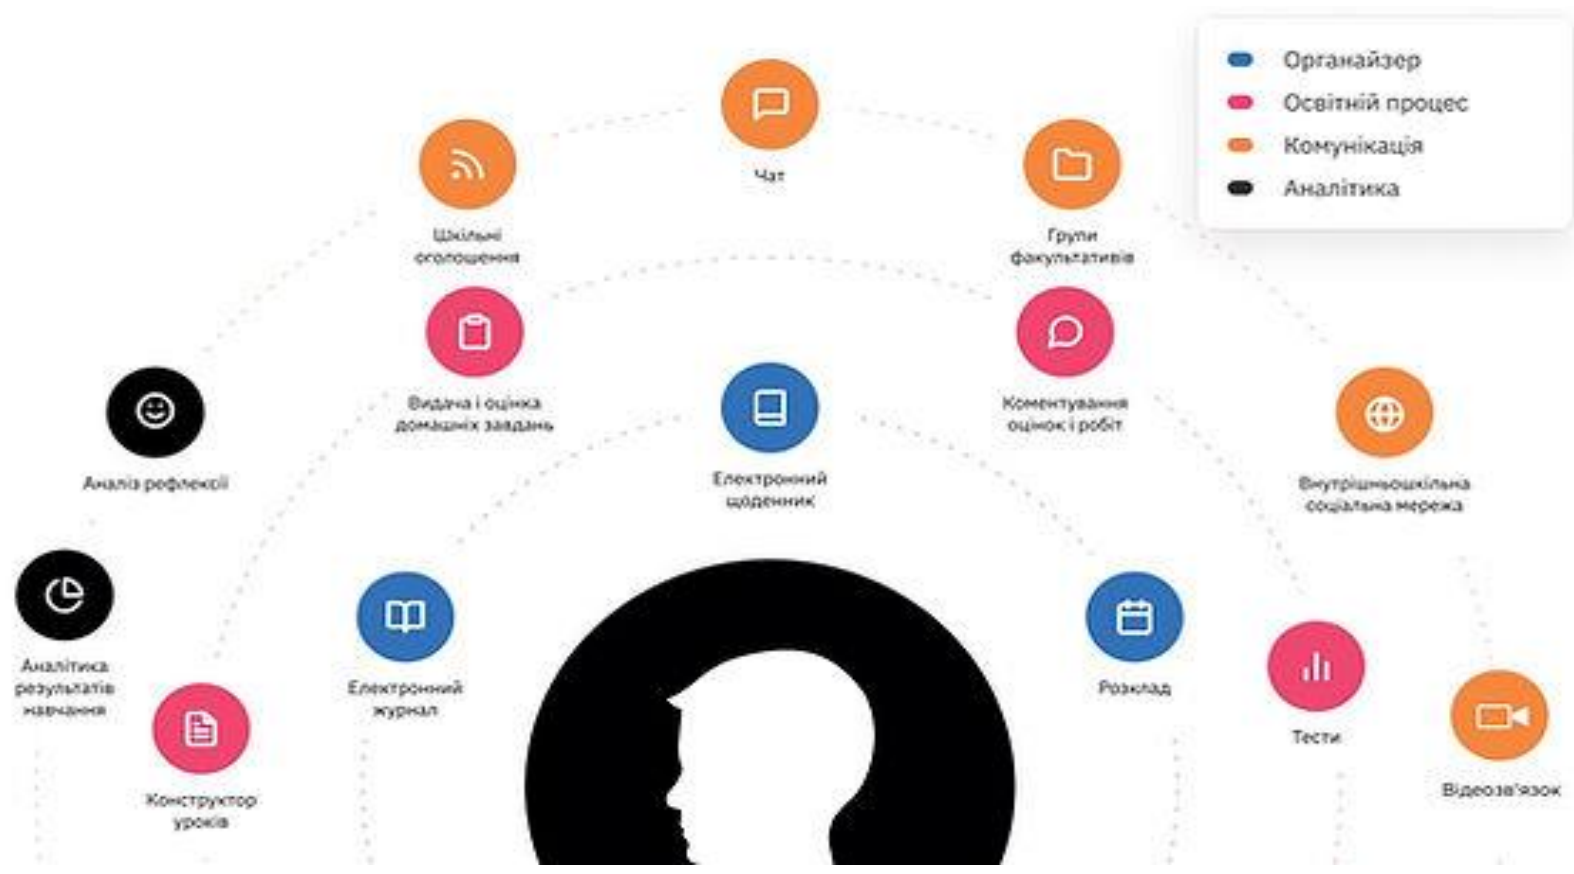 Органайзер
Освітній процес
Комунікація
Аналітика
Чат
Шкільні
оголошення
Групи
факультативів
Видача і оцінка
домашніх завдань
Коментування
оцінок і робіт
Електронний
щоденник
Аналіз рефлексії
Внутрішньошкільна
соціальна мережа
Аналітика
результатів
навчання
Електронний
журнал
Розклад
Тести
Конструктор
уроків
Відеозв'язок